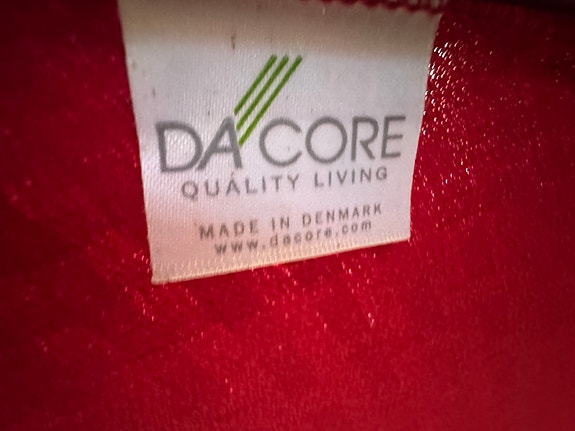 DA CORE
QUALITY LIVING
MADE IN DENMARK
www.dacore.com